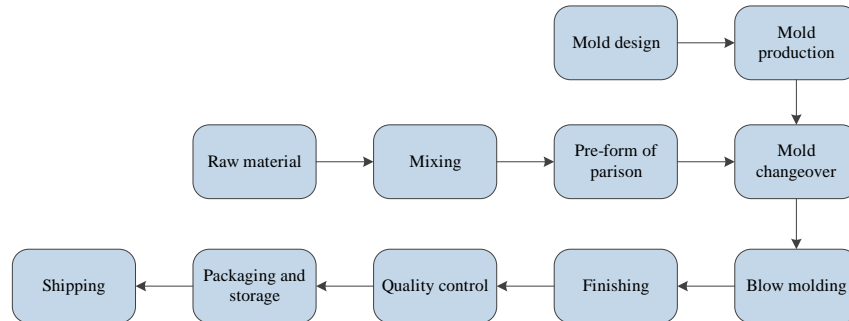 Mold design
Mold
production
Raw material
Mixing
Pre-form of
parison
Mold
changeover
Shipping
Packaging and
storage
Quality control
Finishing
Blow molding